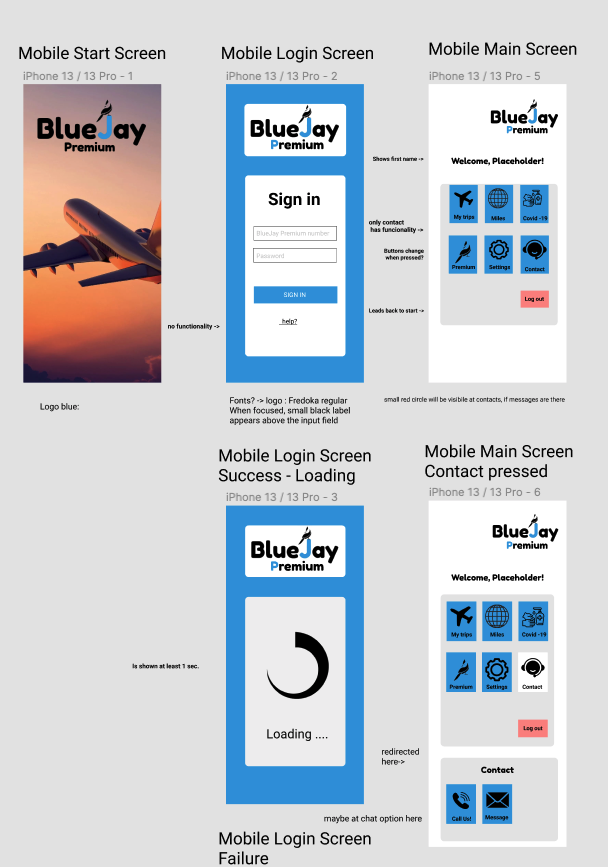 Mobile Start Screen
iPhone 13 / 13 Pro - 1
BlueJay
Premium
Logo blue:
Mobile Login Screen
iPhone 13 / 13 Pro - 2
BlueJay
Premium
Sign in
BlueJay Premium number
Password
SIGN IN
help?
no functionality ->
Fonts? -> logo : Fredoka regular
When focused, small black label
appears above the input field
Mobile Main Screen
iPhone 13 / 13 Pro - 5
BlueJay
Premium
Shows first name ->
Welcome, Placeholder!
My trips
Miles
Covid -19
only contact
has funcionality ->
Buttons change
when pressed?
Premium
Settings
Contact
Leads back to start ->
Log out
small red circle will be visibile at contacts, if messages are there
Mobile Login Screen
Success - Loading
iPhone 13 / 13 Pro - 3
BlueJay
Premium
Is shown at least 1 sec.
Loading ....
redirected
here->
maybe at chat option here
Mobile Main Screen
Contact pressed
iPhone 13 / 13 Pro - 6
BlueJay
Premium
Welcome, Placeholder!
My trips
Miles
Covid -19
Premium
Settings
Contact
Log out
Contact
Call Us!
Message
Mobile Login Screen
Failure